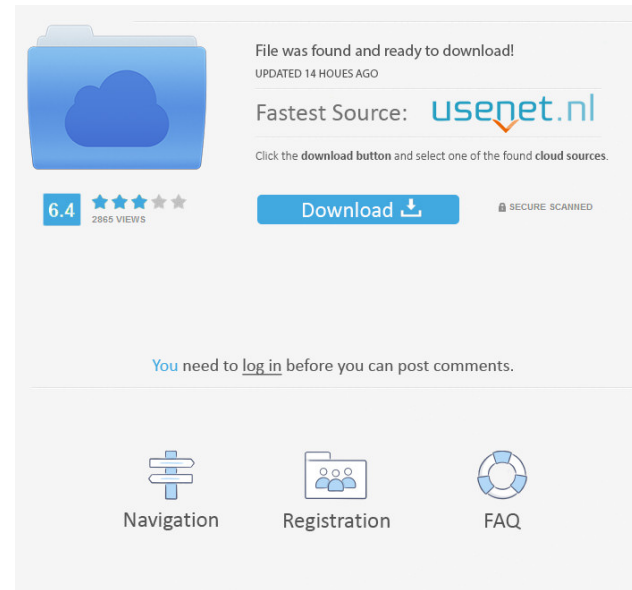 File was found and ready to download!
UPDATED 14 HOUES AGO
Fastest Source: usenet.nl
Click the download button and select one of the found cloud sources.
6.4
2865 VIEWS
Download
SECURE SCANNED
You need to log in before you can post comments.
Navigation
Registration
FAQ